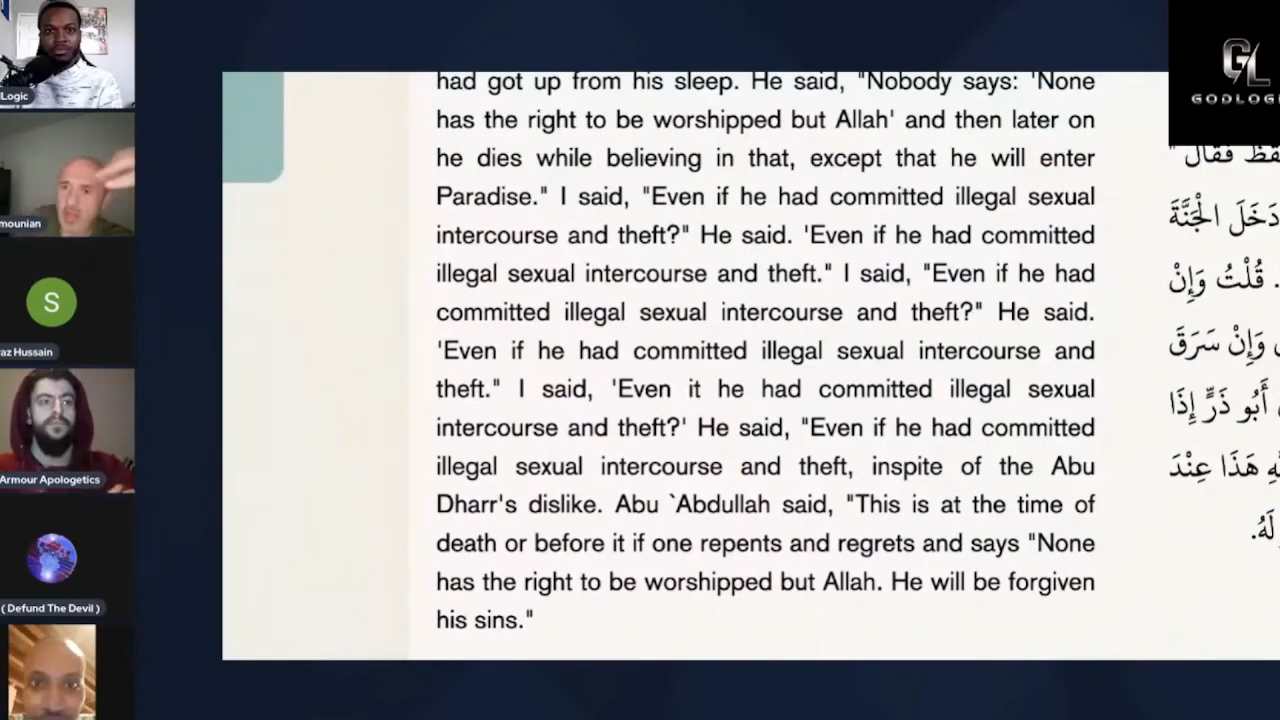 Logic
mounian
S
raz Hussain
Armour Apologetics
( Defund The Devil )
had got up from his sleep. He said, "Nobody says: 'None
has the right to be worshipped but Allah' and then later on
he dies while believing in that, except that he will enter
Paradise." I said, "Even if he had committed illegal sexual
intercourse and theft?" He said. 'Even if he had committed
illegal sexual intercourse and theft." I said, "Even if he had
committed illegal sexual intercourse and theft?" He said.
'Even if he had committed illegal sexual intercourse and
theft." I said, 'Even it he had committed illegal sexual
intercourse and theft?' He said, "Even if he had committed
illegal sexual intercourse and theft, inspite of the Abu
Dharr's dislike. Abu `Abdullah said, "This is at the time of
death or before it if one repents and regrets and says "None
has the right to be worshipped but Allah. He will be forgiven
his sins."
GL
GODLOGI
فَقَالَ "
دَخَلَ الْجَنَّةَ
. قُلْتُ وَإِنْ
وَإِنْ سَرَقَ
أَبُو ذَرٍّ إِذَا
هَذَا عِنْدَ
لَهُ.